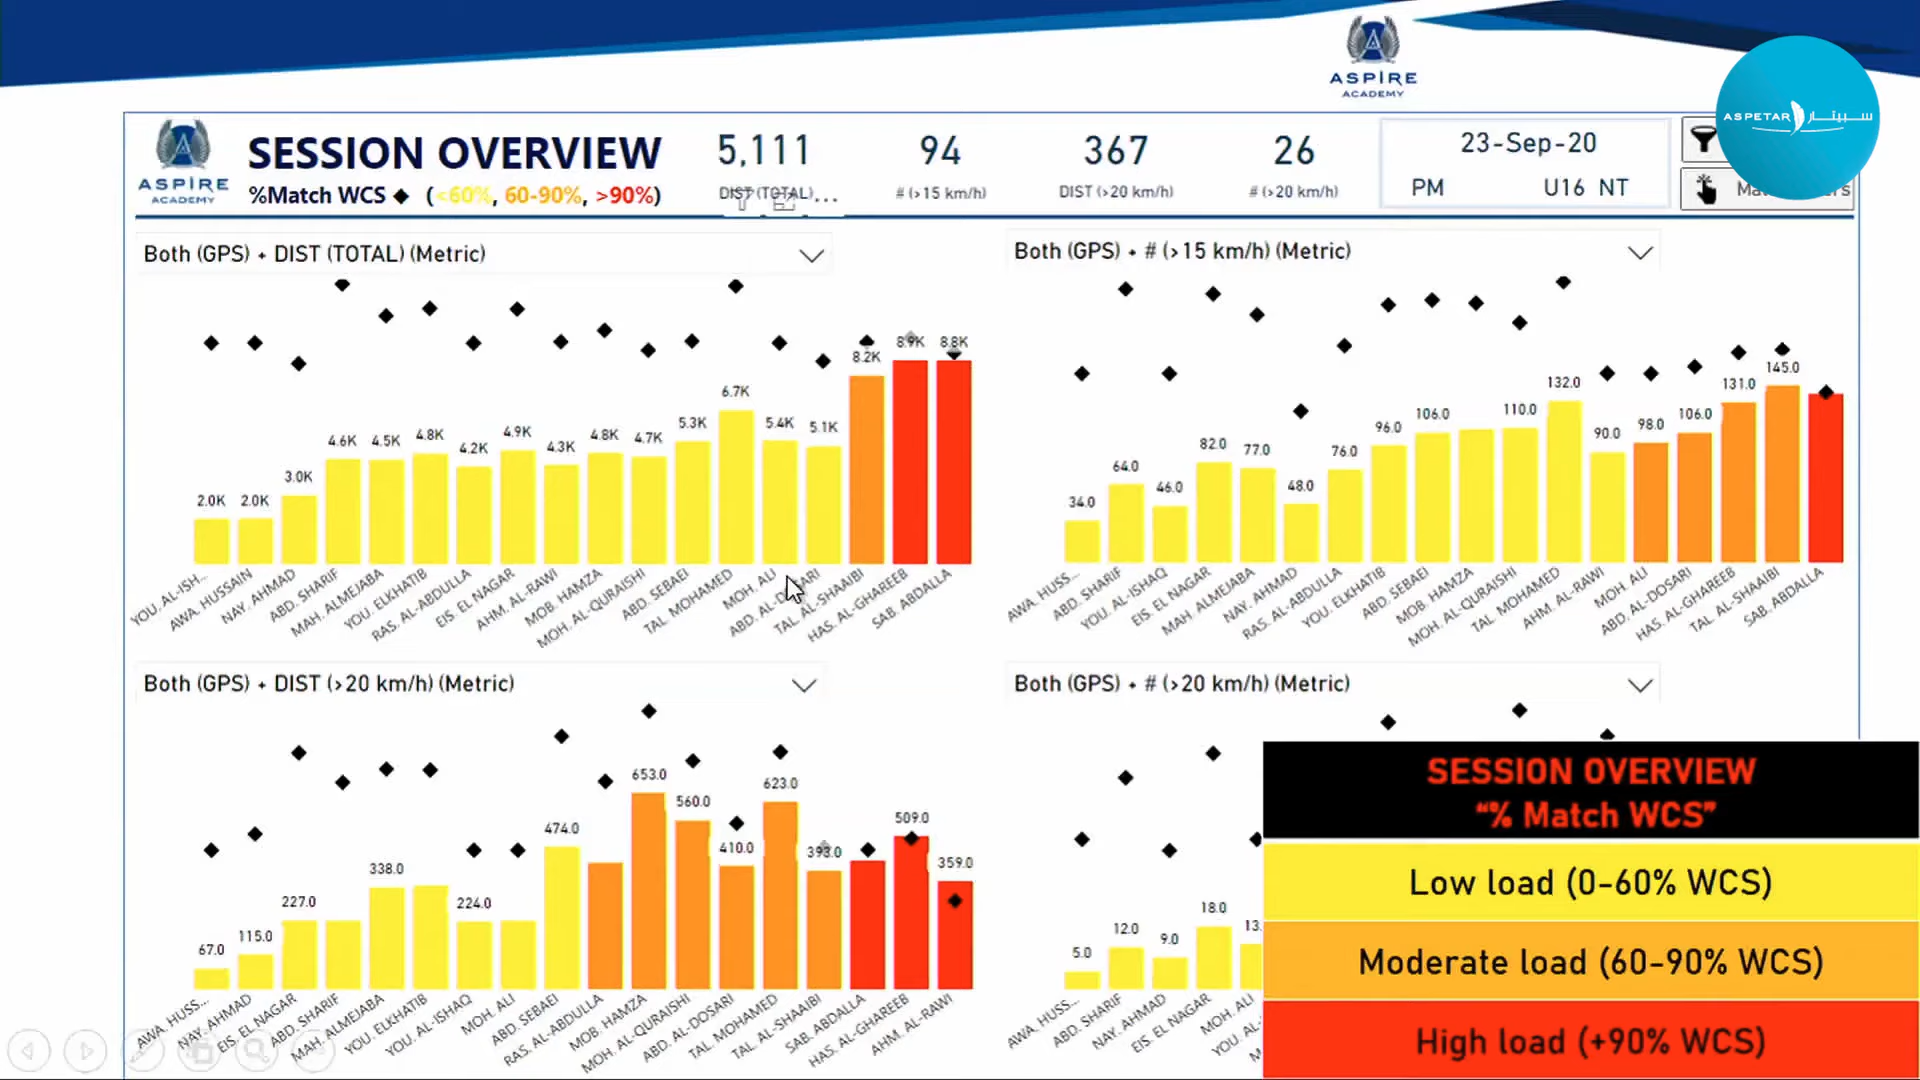 ASPIRE
ACADEMY
ASPETAR سبيتار
ASPIRE
ACADEMY
SESSION OVERVIEW
%Match WCS ◆ (<60%, 60-90%, >90%)
5,111
DIST (TOTAL)
94
# (>15 km/h)
367
DIST (>20 km/h)
26
# (>20 km/h)
23-Sep-20
PM U16 NT
Both (GPS) + DIST (TOTAL) (Metric)
2.0K 2.0K 3.0K 4.6K 4.5K 4.8K 4.2K 4.9K 4.3K 4.8K 4.7K 5.3K 6.7K 5.4K 5.1K 8.2K 8.9K 8.8K
YOU. AL-ISH... AWA. HUSSAIN NAY. AHMAD ABD. SHARIF MAH. ALMEJABA YOU. ELKHATIB RAS. AL-ABDULLA EIS. EL NAGAR AHM. AL-RAWI MOB. HAMZA MOH. AL-QURAISHI ABD. SEBAEI TAL. MOHAMED MOH. ALI ABD. AL-DOSARI TAL. AL-SHAAIBI HAS. AL-GHAREEB SAB. ABDALLA
Both (GPS) + # (>15 km/h) (Metric)
34.0 64.0 46.0 82.0 77.0 48.0 76.0 96.0 106.0 110.0 132.0 90.0 98.0 106.0 131.0 145.0
AWA. HUSS... ABD. SHARIF YOU. AL-ISHAQ EIS. EL NAGAR MAH. ALMEJABA NAY. AHMAD RAS. AL-ABDULLA YOU. ELKHATIB ABD. SEBAEI MOB. HAMZA MOH. AL-QURAISHI TAL. MOHAMED AHM. AL-RAWI MOH. ALI ABD. AL-DOSARI HAS. AL-GHAREEB TAL. AL-SHAAIBI SAB. ABDALLA
Both (GPS) + DIST (>20 km/h) (Metric)
67.0 115.0 227.0 338.0 224.0 474.0 653.0 560.0 410.0 623.0 393.0 509.0 359.0
AWA. HUSS... NAY. AHMAD EIS. EL NAGAR ABD. SHARIF MAH. ALMEJABA YOU. ELKHATIB YOU. AL-ISHAQ MOH. ALI ABD. SEBAEI RAS. AL-ABDULLA MOB. HAMZA MOH. AL-QURAISHI ABD. AL-DOSARI TAL. MOHAMED TAL. AL-SHAAIBI SAB. ABDALLA HAS. AL-GHAREEB AHM. AL-RAWI
Both (GPS) + # (>20 km/h) (Metric)
5.0 12.0 9.0 18.0 13.
AWA. HUSS... ABD. SHARIF NAY. AHMAD EIS. EL NAGAR MOH. ALI YOU. AL-
SESSION OVERVIEW
“% Match WCS”
Low load (0-60% WCS)
Moderate load (60-90% WCS)
High load (+90% WCS)